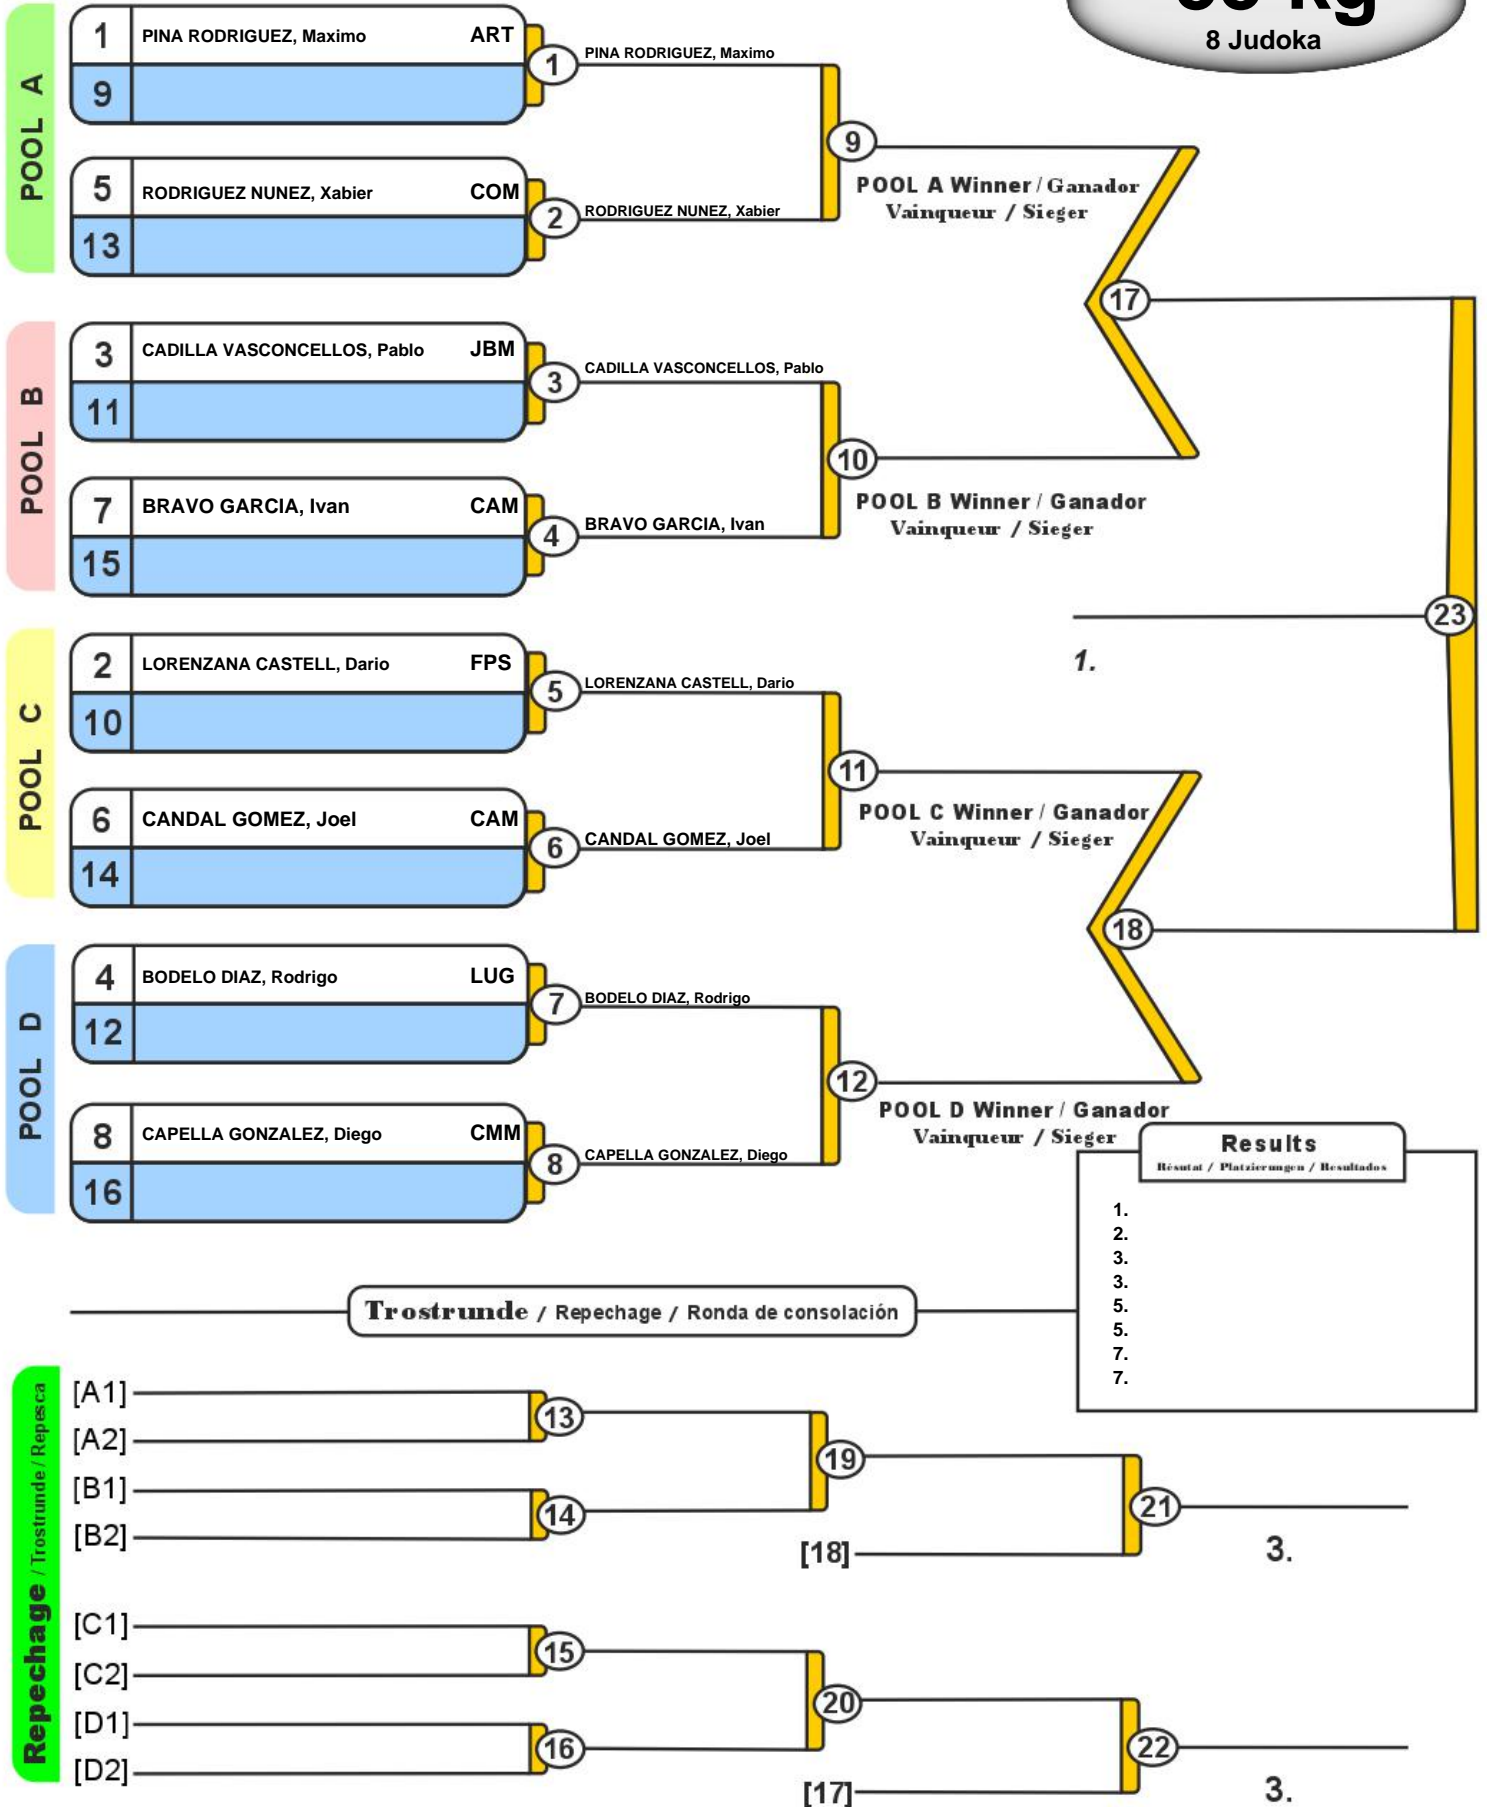 8 Judoka
POOL A
1 PINA RODRIGUEZ, Maximo ART
9
1
PINA RODRIGUEZ, Maximo
5 RODRIGUEZ NUNEZ, Xabier COM
13
2
RODRIGUEZ NUNEZ, Xabier
9
POOL A Winner / Ganador
Vainqueur / Sieger
POOL B
3 CADILLA VASCONCELLOS, Pablo JBM
11
3
CADILLA VASCONCELLOS, Pablo
7 BRAVO GARCIA, Ivan CAM
15
4
BRAVO GARCIA, Ivan
10
POOL B Winner / Ganador
Vainqueur / Sieger
17
23
1.
POOL C
2 LORENZANA CASTELL, Dario FPS
10
5
LORENZANA CASTELL, Dario
6 CANDAL GOMEZ, Joel CAM
14
6
CANDAL GOMEZ, Joel
11
POOL C Winner / Ganador
Vainqueur / Sieger
POOL D
4 BODELO DIAZ, Rodrigo LUG
12
7
BODELO DIAZ, Rodrigo
8 CAPELLA GONZALEZ, Diego CMM
16
8
CAPELLA GONZALEZ, Diego
12
POOL D Winner / Ganador
Vainqueur / Sieger
18
Results
Résutat / Platzierungen / Resultados
1.
2.
3.
3.
5.
5.
7.
7.
Trostrunde / Repechage / Ronda de consolación
Repechage / Trostrunde / Repesca
[A1]
[A2]
13
[B1]
[B2]
14
19
[18]
21
3.
[C1]
[C2]
15
[D1]
[D2]
16
20
[17]
22
3.